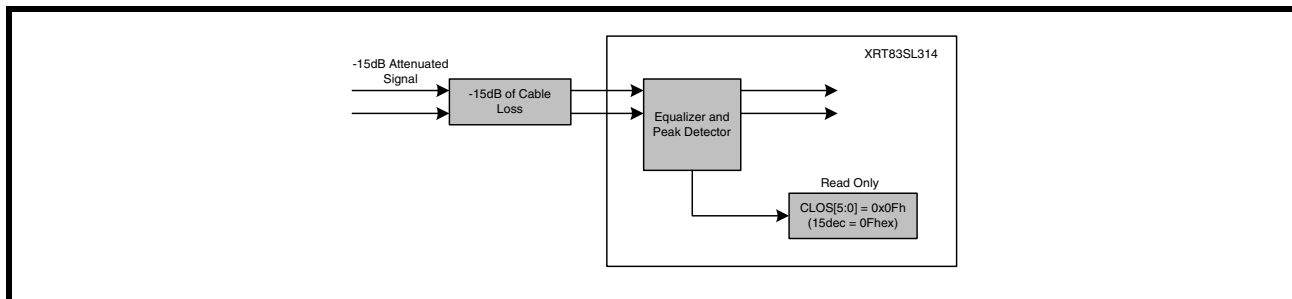 XRT83SL314
-15dB Attenuated
Signal
-15dB of Cable
Loss
Equalizer and
Peak Detector
Read Only
CLOS[5:0] = 0x0Fh
(15dec = 0Fhex)